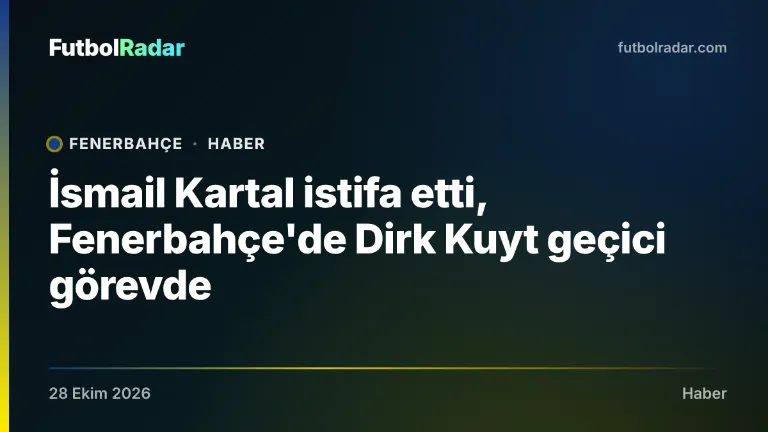 FutbolRadar
futbolradar.com
FENERBAHÇE · HABER
İsmail Kartal istifa etti,
Fenerbahçe'de Dirk Kuyt geçici
görevde
28 Ekim 2026
Haber